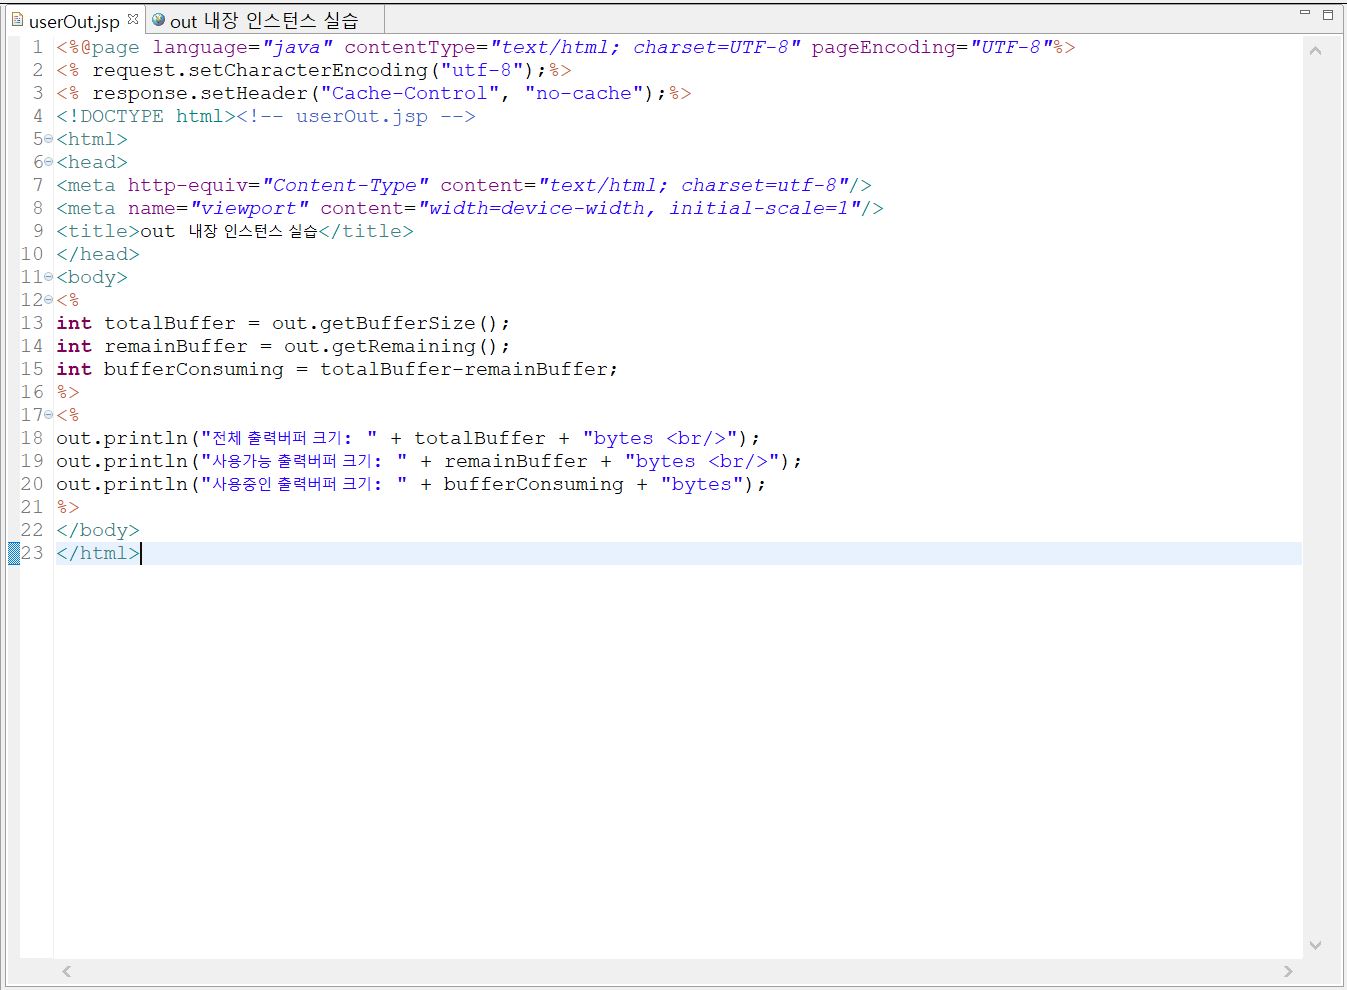 userOut.jsp
out 내장 인스턴스 실습
1 <%@page language="java" contentType="text/html; charset=UTF-8" pageEncoding="UTF-8"%>
2 <% request.setCharacterEncoding("utf-8");%>
3 <% response.setHeader("Cache-Control", "no-cache");%>
4 <!DOCTYPE html><!-- userOut.jsp -->
5 <html>
6 <head>
7 <meta http-equiv="Content-Type" content="text/html; charset=utf-8"/>
8 <meta name="viewport" content="width=device-width, initial-scale=1"/>
9 <title>out 내장 인스턴스 실습</title>
10 </head>
11 <body>
12 <%
13 int totalBuffer = out.getBufferSize();
14 int remainBuffer = out.getRemaining();
15 int bufferConsuming = totalBuffer-remainBuffer;
16 %>
17 <%
18 out.println("전체 출력버퍼 크기: " + totalBuffer + "bytes <br/>");
19 out.println("사용가능 출력버퍼 크기: " + remainBuffer + "bytes <br/>");
20 out.println("사용중인 출력버퍼 크기: " + bufferConsuming + "bytes");
21 %>
22 </body>
23 </html>